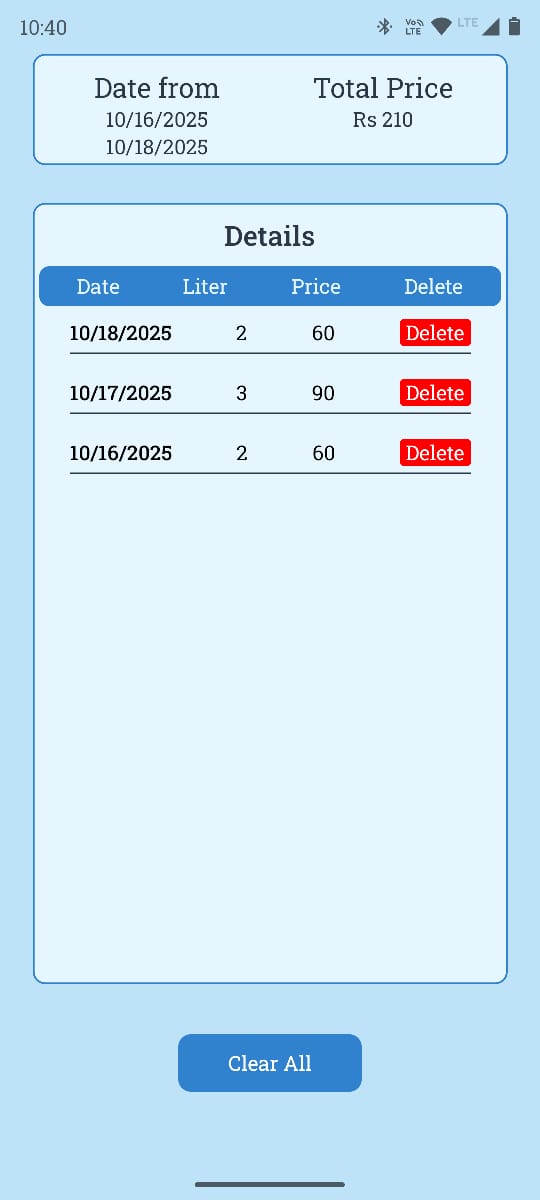 10:40
Vo LTE LTE
Date from Total Price
10/16/2025 Rs 210
10/18/2025
Details
Date Liter Price Delete
10/18/2025 2 60 Delete
10/17/2025 3 90 Delete
10/16/2025 2 60 Delete
Clear All